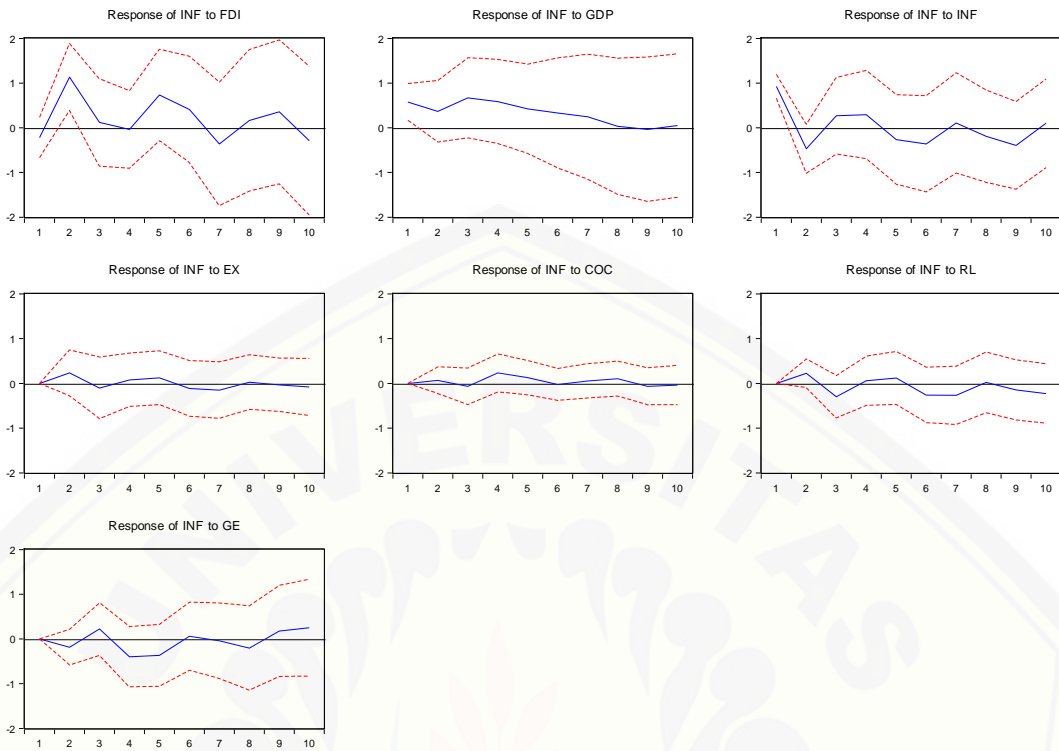 Response of INF to FDI
2
1
0
-1
-2
1 2 3 4 5 6 7 8 9 10
Response of INF to GDP
2
1
0
-1
-2
1 2 3 4 5 6 7 8 9 10
Response of INF to INF
2
1
0
-1
-2
1 2 3 4 5 6 7 8 9 10
Response of INF to EX
2
1
0
-1
-2
1 2 3 4 5 6 7 8 9 10
Response of INF to COC
2
1
0
-1
-2
1 2 3 4 5 6 7 8 9 10
Response of INF to RL
2
1
0
-1
-2
1 2 3 4 5 6 7 8 9 10
Response of INF to GE
2
1
0
-1
-2
1 2 3 4 5 6 7 8 9 10
UNIVERSITAS